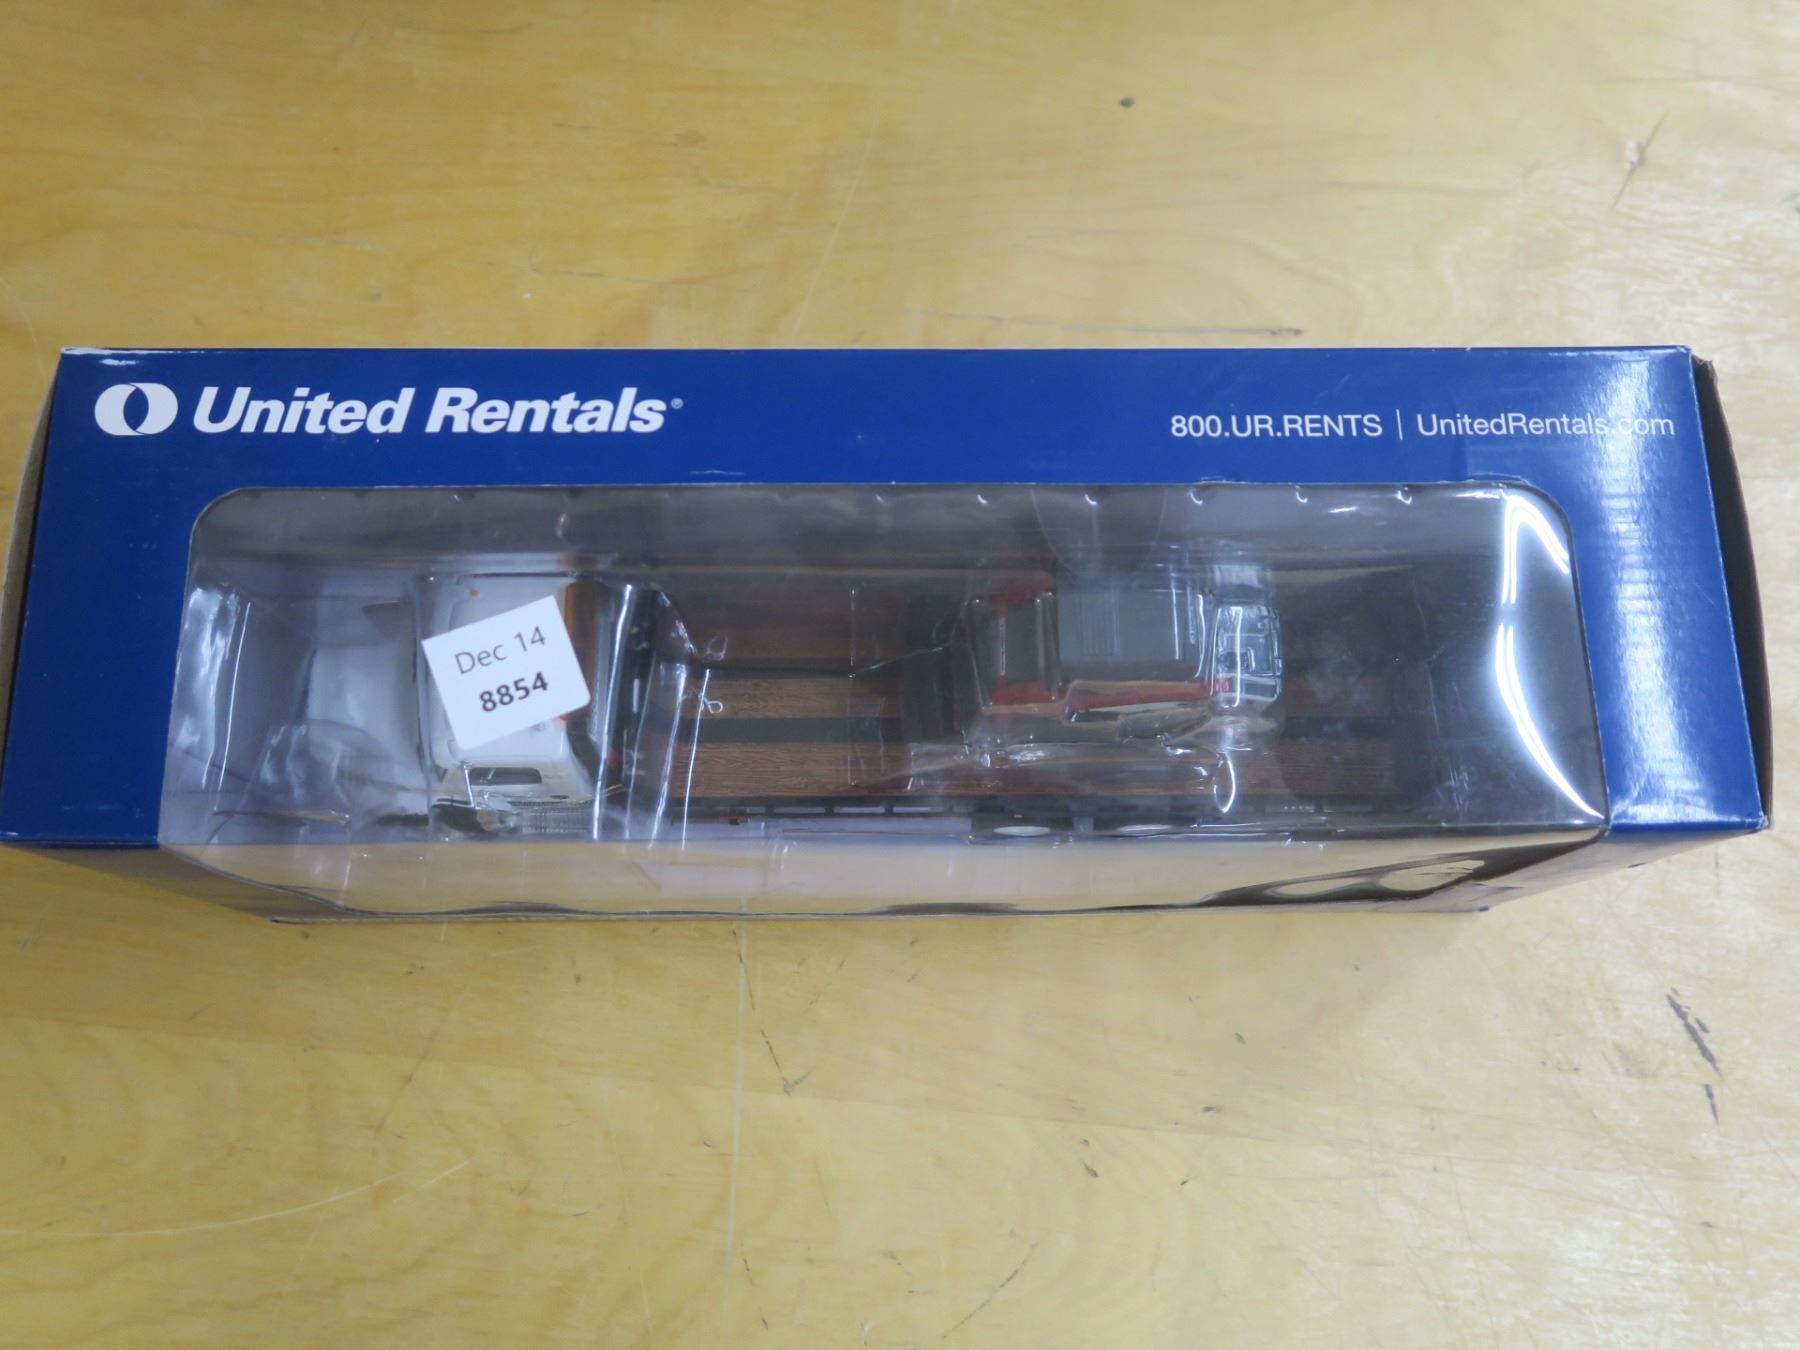 United Rentals®
800.UR.RENTS | UnitedRentals.com
Dec 14
8854